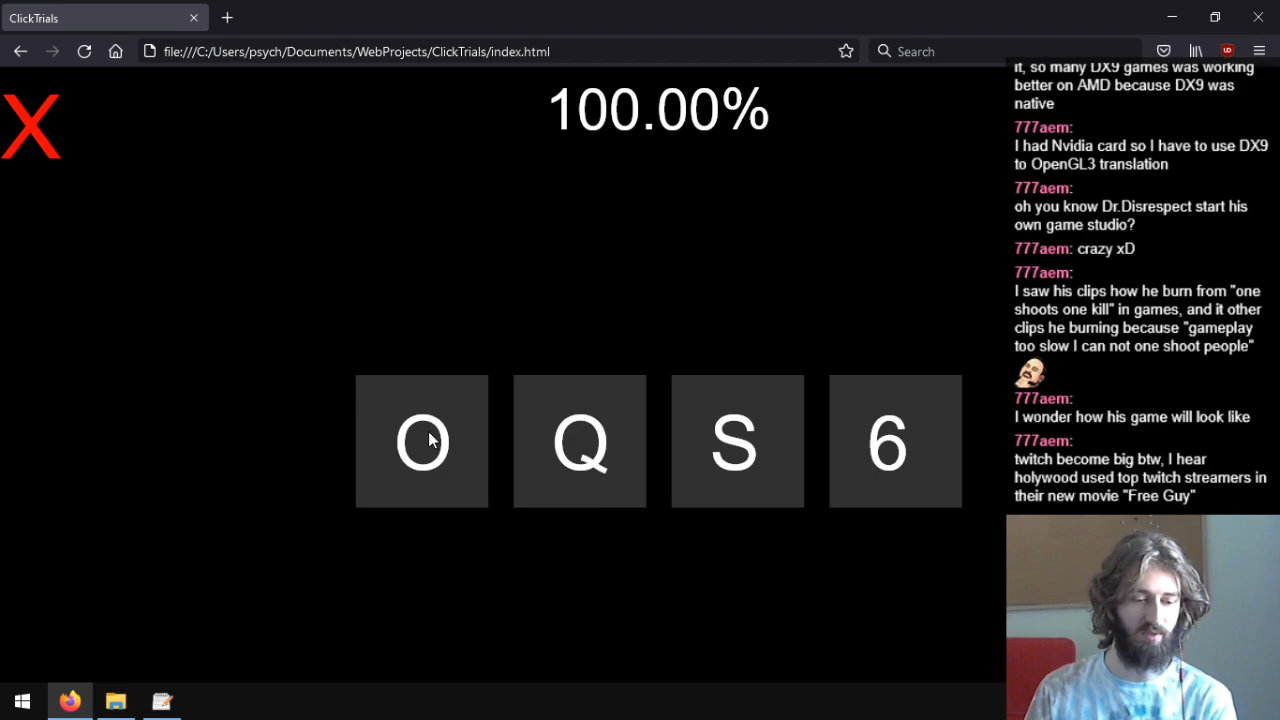 ClickTrials
file:///C:/Users/psych/Documents/WebProjects/ClickTrials/index.html
Search
X
100.00%
O Q S 6
it, so many DX9 games was working
better on AMD because DX9 was
native
777aem:
I had Nvidia card so I have to use DX9
to OpenGL3 translation
777aem:
oh you know Dr.Disrespect start his
own game studio?
777aem: crazy xD
777aem:
I saw his clips how he burn from "one
shoots one kill" in games, and it other
clips he burning because "gameplay
too slow I can not one shoot people"
777aem:
I wonder how his game will look like
777aem:
twitch become big btw, I hear
holywood used top twitch streamers in
their new movie "Free Guy"